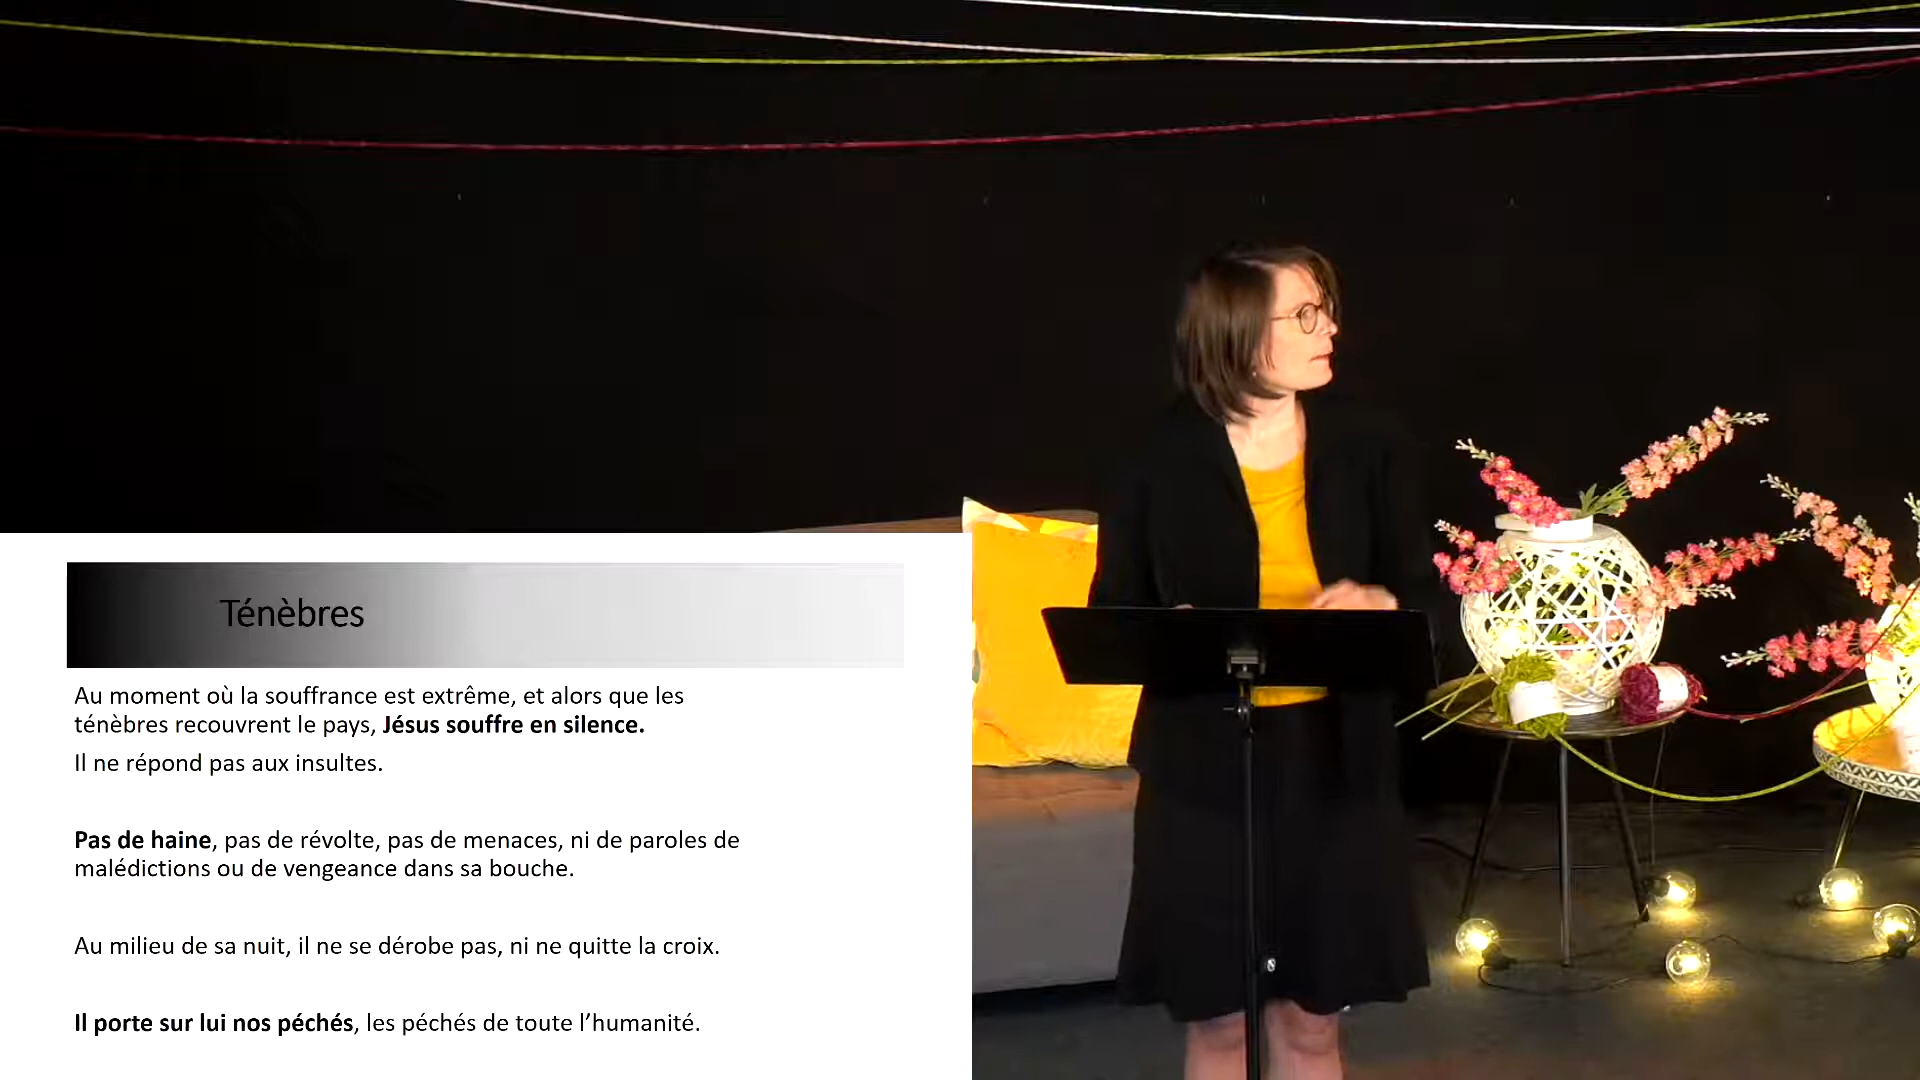 Ténèbres
Au moment où la souffrance est extrême, et alors que les
ténèbres recouvrent le pays, Jésus souffre en silence.
Il ne répond pas aux insultes.
Pas de haine, pas de révolte, pas de menaces, ni de paroles de
malédictions ou de vengeance dans sa bouche.
Au milieu de sa nuit, il ne se dérobe pas, ni ne quitte la croix.
Il porte sur lui nos péchés, les péchés de toute l’humanité.